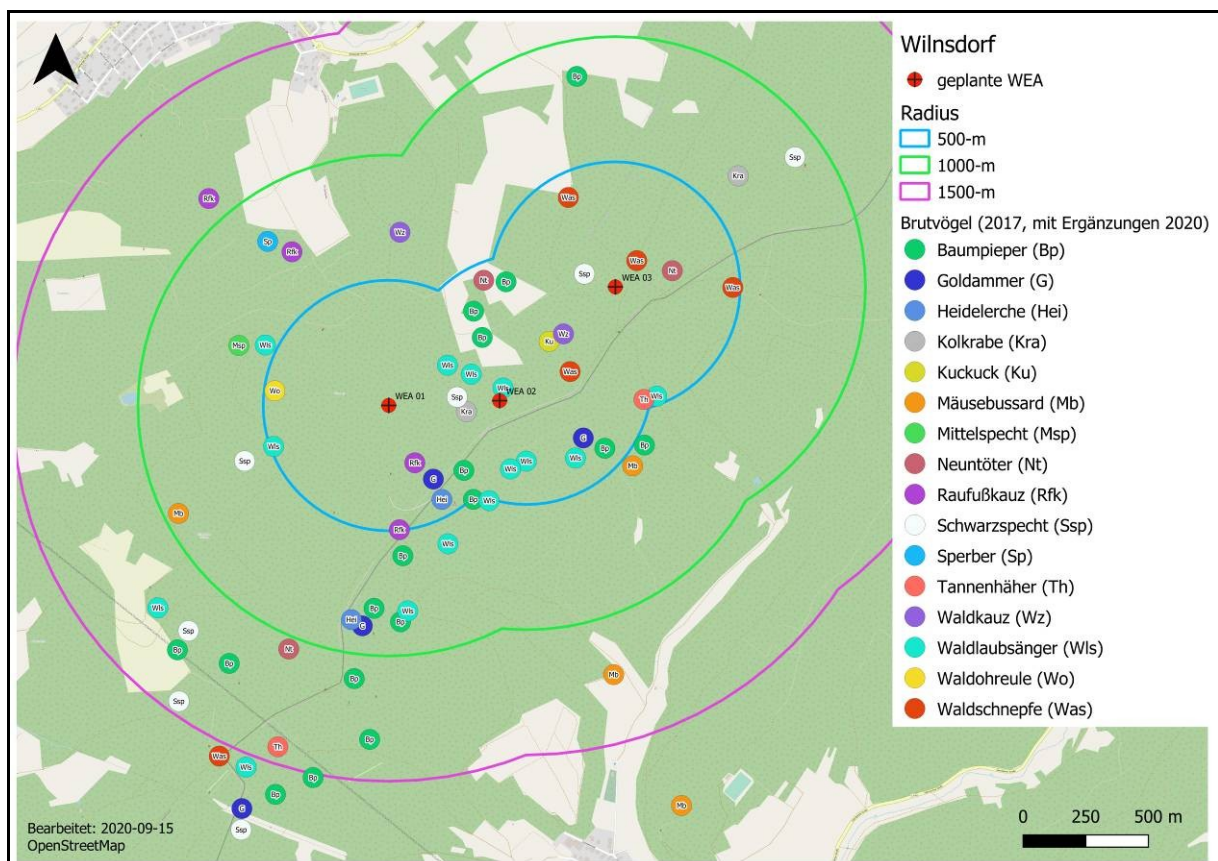 Wilnsdorf
geplante WEA
Radius
500-m
1000-m
1500-m
Brutvögel (2017, mit Ergänzungen 2020)
Baumpieper (Bp)
Goldammer (G)
Heidelerche (Hei)
Kolkrabe (Kra)
Kuckuck (Ku)
Mäusebussard (Mb)
Mittelspecht (Msp)
Neuntöter (Nt)
Raufußkauz (Rfk)
Schwarzspecht (Ssp)
Sperber (Sp)
Tannenhäher (Th)
Waldkauz (Wz)
Waldlaubsänger (Wls)
Waldohreule (Wo)
Waldschnepfe (Was)
Bp
Ssp
Kra
Was
Rfk
Wz
Sp
Rfk
Was
Nt
Ssp
Nt
Bp
WEA 03
Was
Bp
Wz
Bp
Ku
Msp
Wls
Wls
Was
Wls
Wls
Wo
WEA 01
Ssp
WEA 02
Wls
Th
Kra
G
Bp
Wls
Bp
Wls
Ssp
Wls
Rfk
Mb
Wls
Bp
G
Hei
Bp
Wls
Mb
Rfk
Wls
Bp
Wls
Bp
Wls
Hei
G
Bp
Ssp
Nt
Bp
Bp
Mb
Bp
Ssp
Bp
Th
Was
Wls
Bp
Bp
Mb
G
Ssp
Bearbeitet: 2020-09-15
OpenStreetMap
0 250 500 m